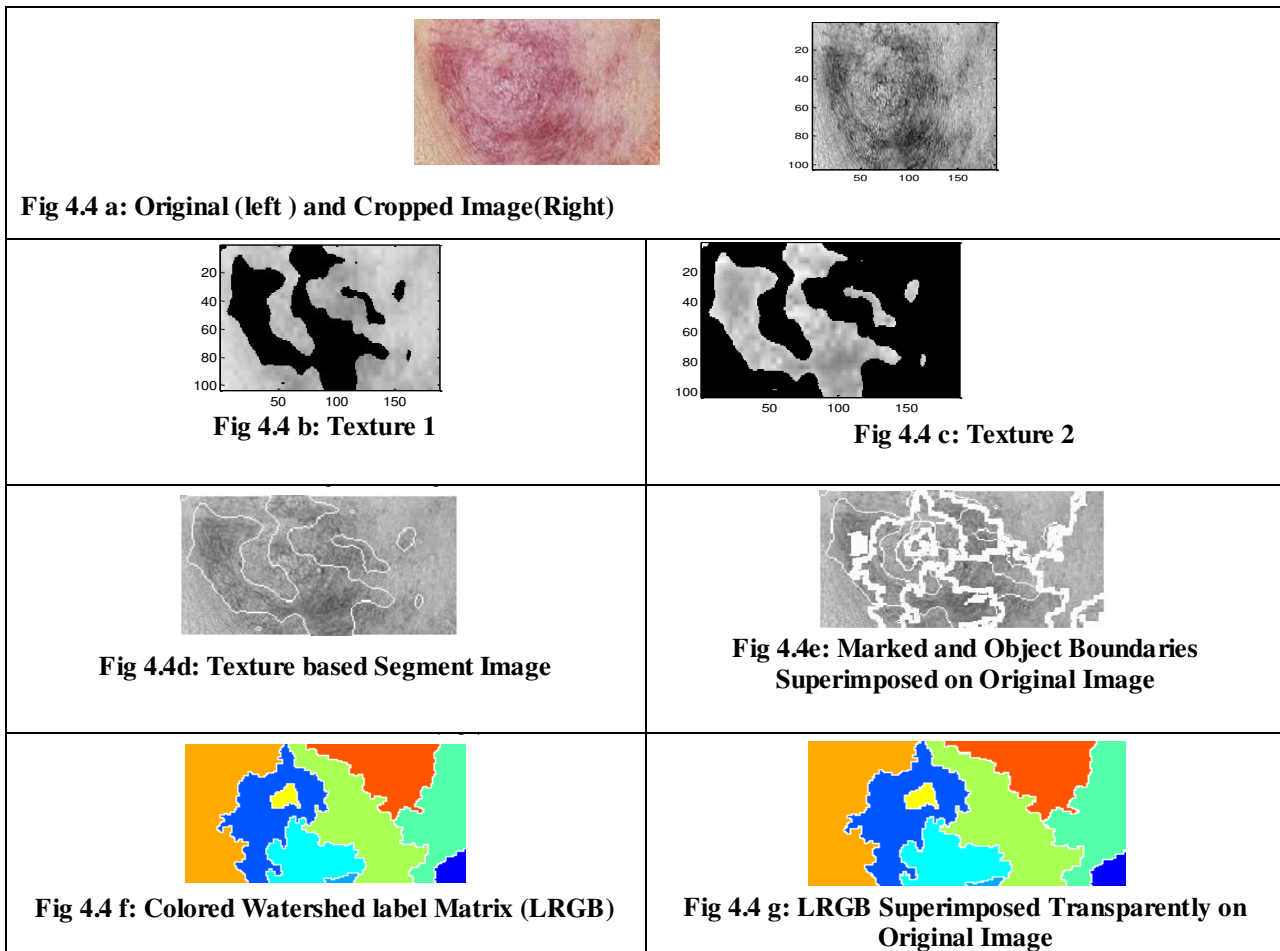 20
40
60
80
100
50 100 150
Fig 4.4 a: Original (left ) and Cropped Image(Right)
20
40
60
80
100
50 100 150
Fig 4.4 b: Texture 1
20
40
60
80
100
50 100 150
Fig 4.4 c: Texture 2
Fig 4.4d: Texture based Segment Image
Fig 4.4e: Marked and Object Boundaries
Superimposed on Original Image
Fig 4.4 f: Colored Watershed label Matrix (LRGB)
Fig 4.4 g: LRGB Superimposed Transparently on
Original Image